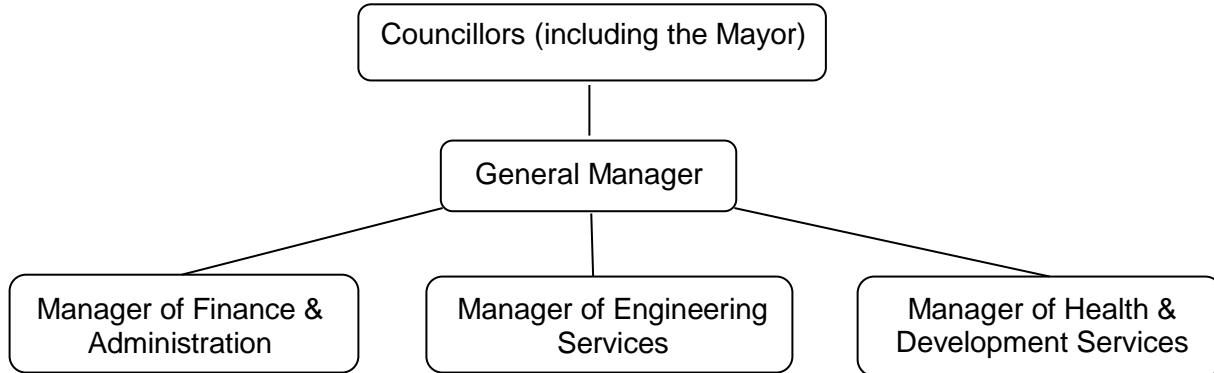 Councillors (including the Mayor)
General Manager
Manager of Finance &
Administration
Manager of Engineering
Services
Manager of Health &
Development Services